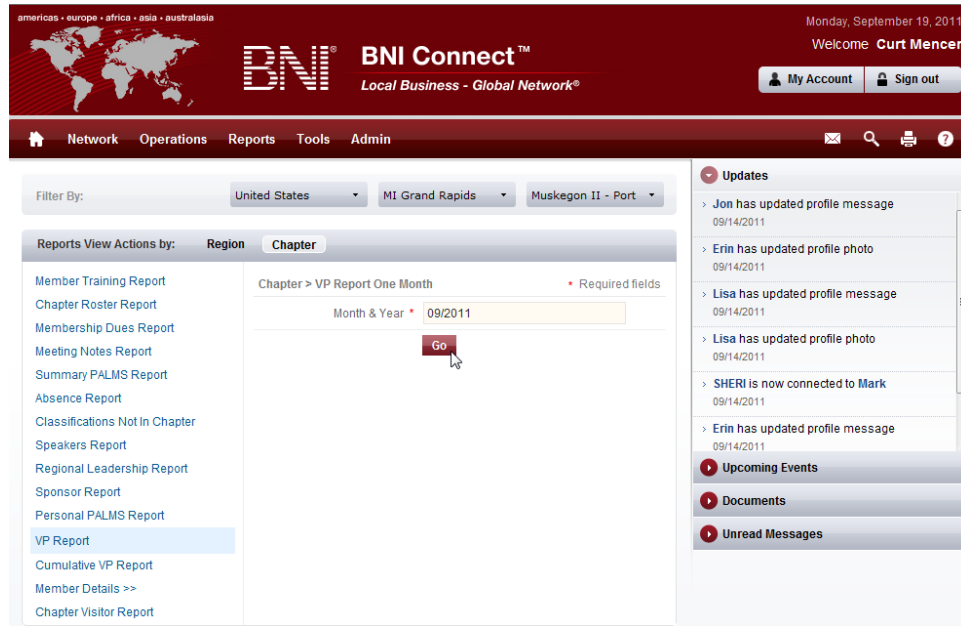 americas • europe • africa • asia • australasia
Monday, September 19, 2011
Welcome Curt Mencer
BNI®
BNI Connect™
Local Business - Global Network®
My Account
Sign out
Network Operations Reports Tools Admin
?
Filter By:
United States
MI Grand Rapids
Muskegon II - Port
Reports View Actions by: Region Chapter
Member Training Report
Chapter Roster Report
Membership Dues Report
Meeting Notes Report
Summary PALMS Report
Absence Report
Classifications Not In Chapter
Speakers Report
Regional Leadership Report
Sponsor Report
Personal PALMS Report
VP Report
Cumulative VP Report
Member Details >>
Chapter Visitor Report
Chapter > VP Report One Month
* Required fields
Month & Year * 09/2011
Go
Updates
Jon has updated profile message
09/14/2011
Erin has updated profile photo
09/14/2011
Lisa has updated profile message
09/14/2011
Lisa has updated profile photo
09/14/2011
SHERI is now connected to Mark
09/14/2011
Erin has updated profile message
09/14/2011
Upcoming Events
Documents
Unread Messages